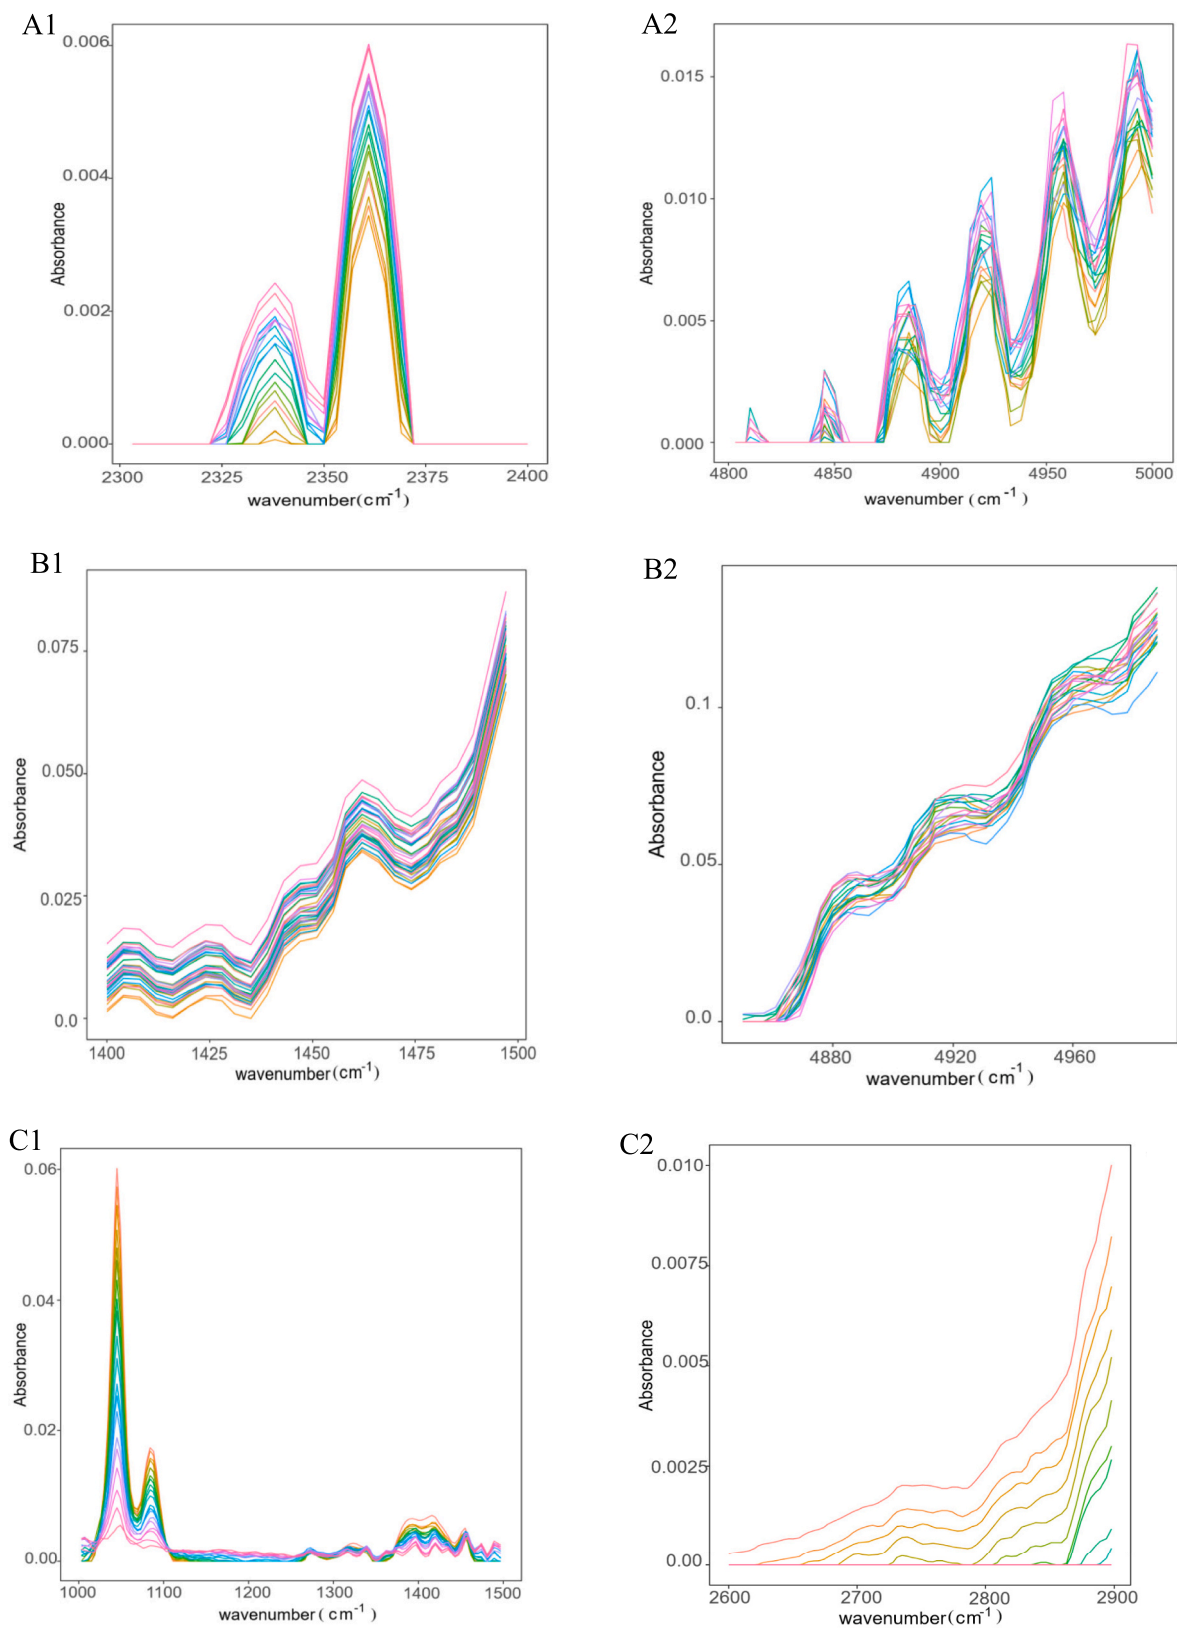 A1
0.006
0.004
0.002
0.000
Absorbance
2300 2325 2350 2375 2400
wavenumber(cm-1)
A2
0.015
0.010
0.005
0.000
Absorbance
4800 4850 4900 4950 5000
wavenumber (cm-1)
B1
0.075
0.050
0.025
0.0
Absorbance
1400 1425 1450 1475 1500
wavenumber(cm-1)
B2
0.1
0.05
0.0
Absorbance
4880 4920 4960
wavenumber(cm-1)
C1
0.06
0.04
0.02
0.00
Absorbance
1000 1100 1200 1300 1400 1500
wavenumber(cm-1)
C2
0.010
0.0075
0.005
0.0025
0.00
Absorbance
2600 2700 2800 2900
wavenumber(cm-1)